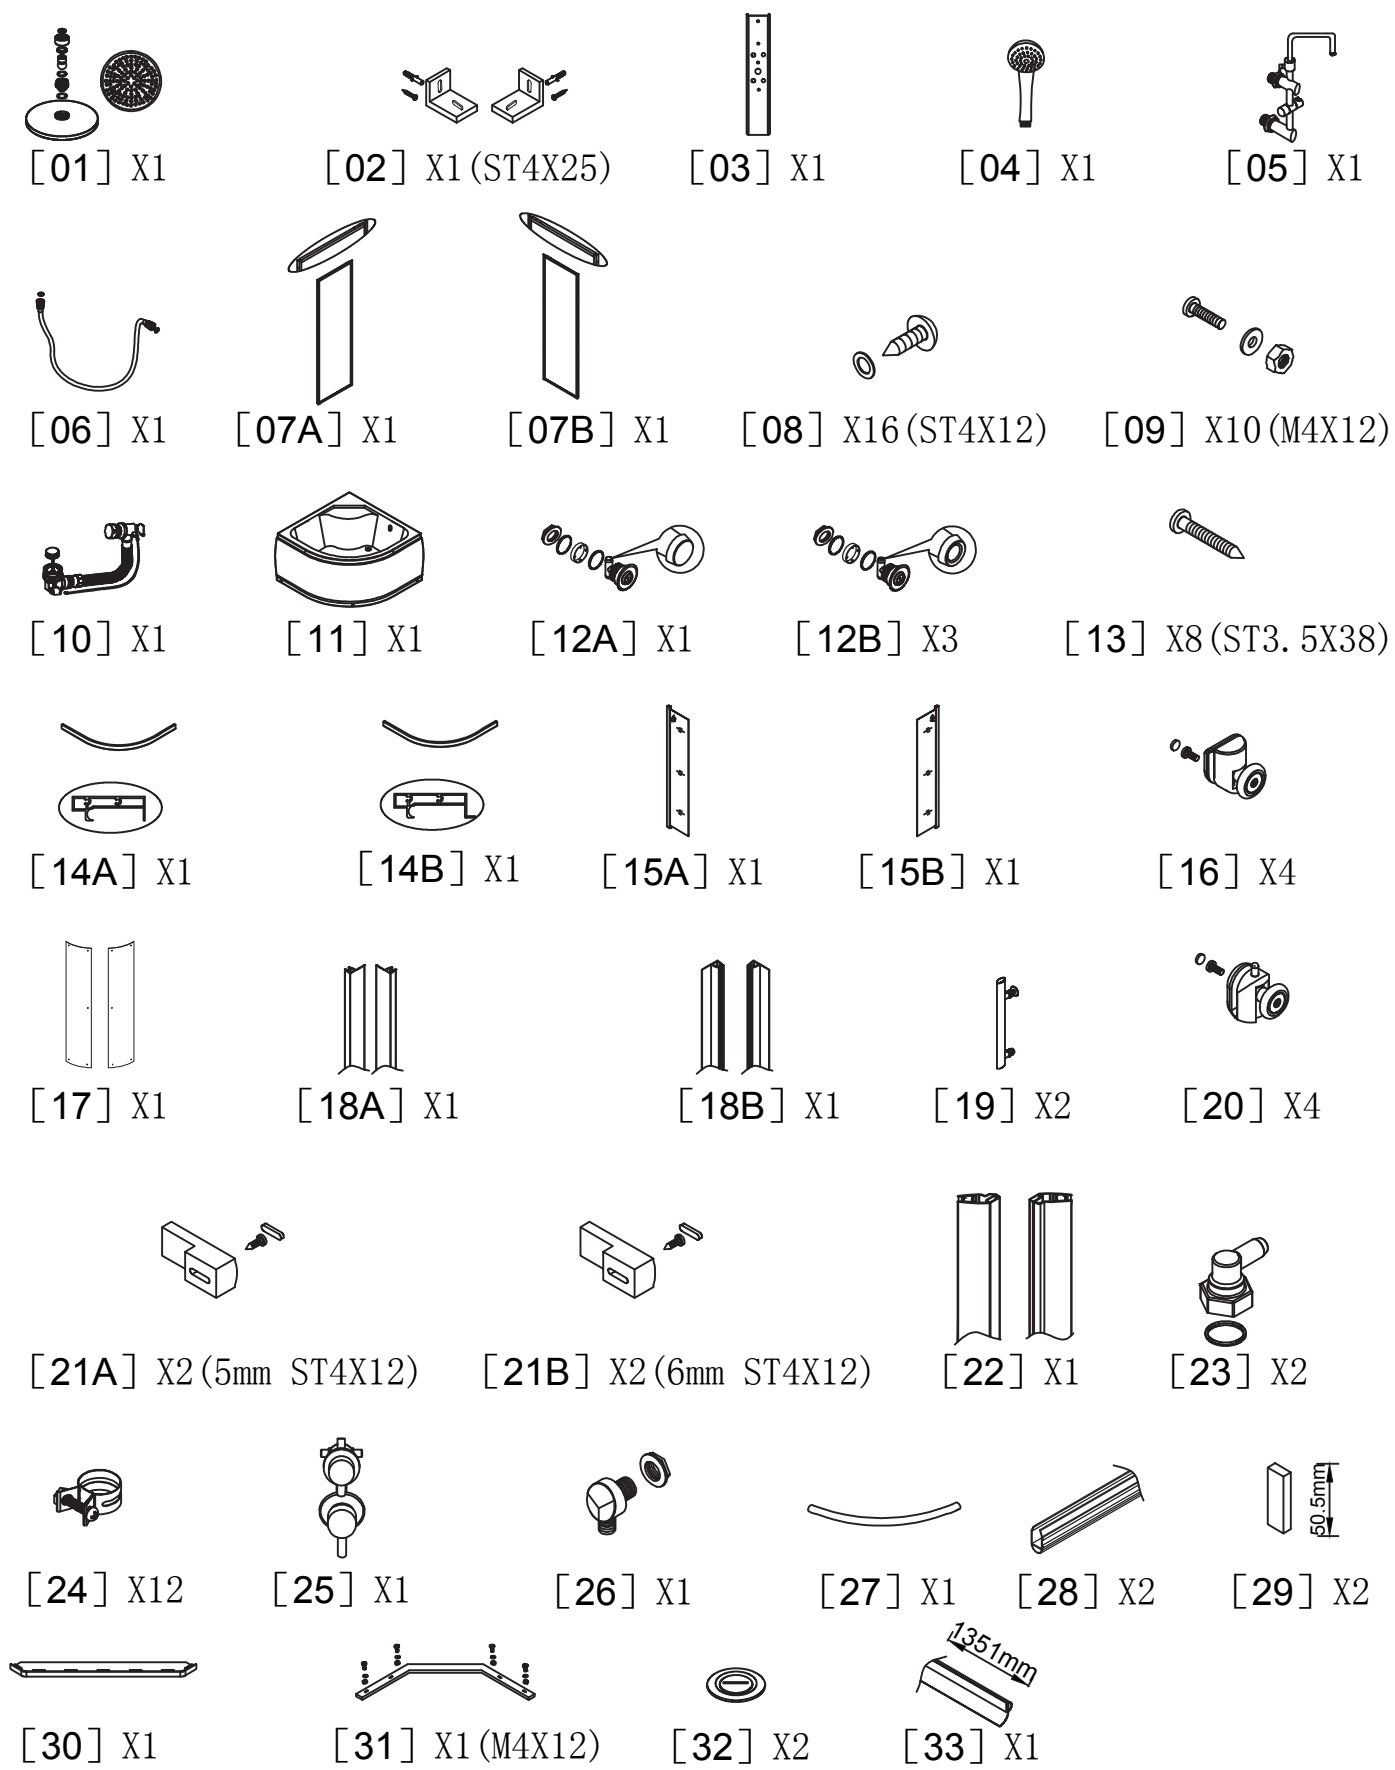 [01] X1 [02] X1(ST4X25) [03] X1 [04] X1 [05] X1
[06] X1 [07A] X1 [07B] X1 [08] X16(ST4X12) [09] X10(M4X12)
[10] X1 [11] X1 [12A] X1 [12B] X3 [13] X8(ST3.5X38)
[14A] X1 [14B] X1 [15A] X1 [15B] X1 [16] X4
[17] X1 [18A] X1 [18B] X1 [19] X2 [20] X4
[21A] X2(5mm ST4X12) [21B] X2(6mm ST4X12) [22] X1 [23] X2
50.5mm
[24] X12 [25] X1 [26] X1 [27] X1 [28] X2 [29] X2
1351mm
[30] X1 [31] X1(M4X12) [32] X2 [33] X1